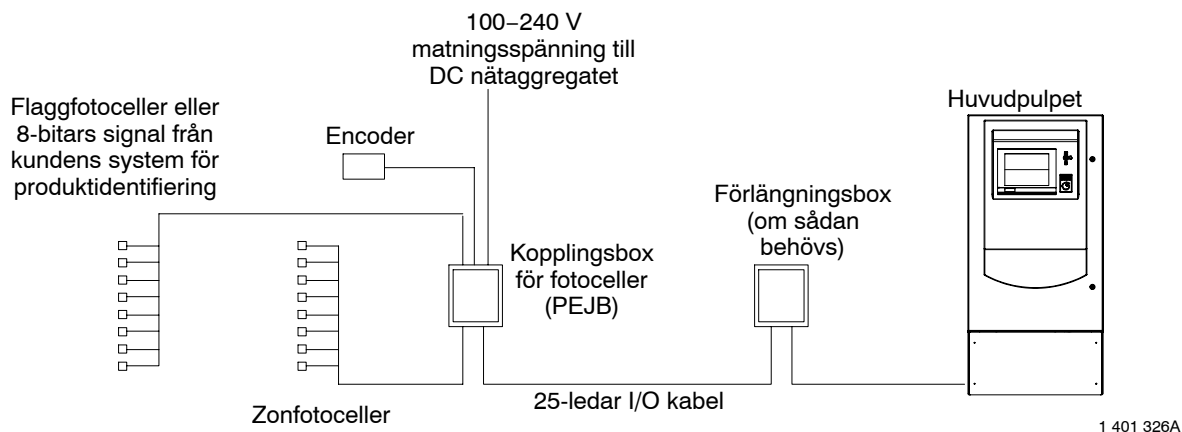 100–240 V
matningsspänning till
DC nätaggregatet
Flaggfotoceller eller
8-bitars signal från
kundens system för
produktidentifiering
Encoder
Huvudpulpet
Förlängningsbox
(om sådan
behövs)
Kopplingsbox
för fotoceller
(PEJB)
25-ledar I/O kabel
Zonfotoceller
1 401 326A